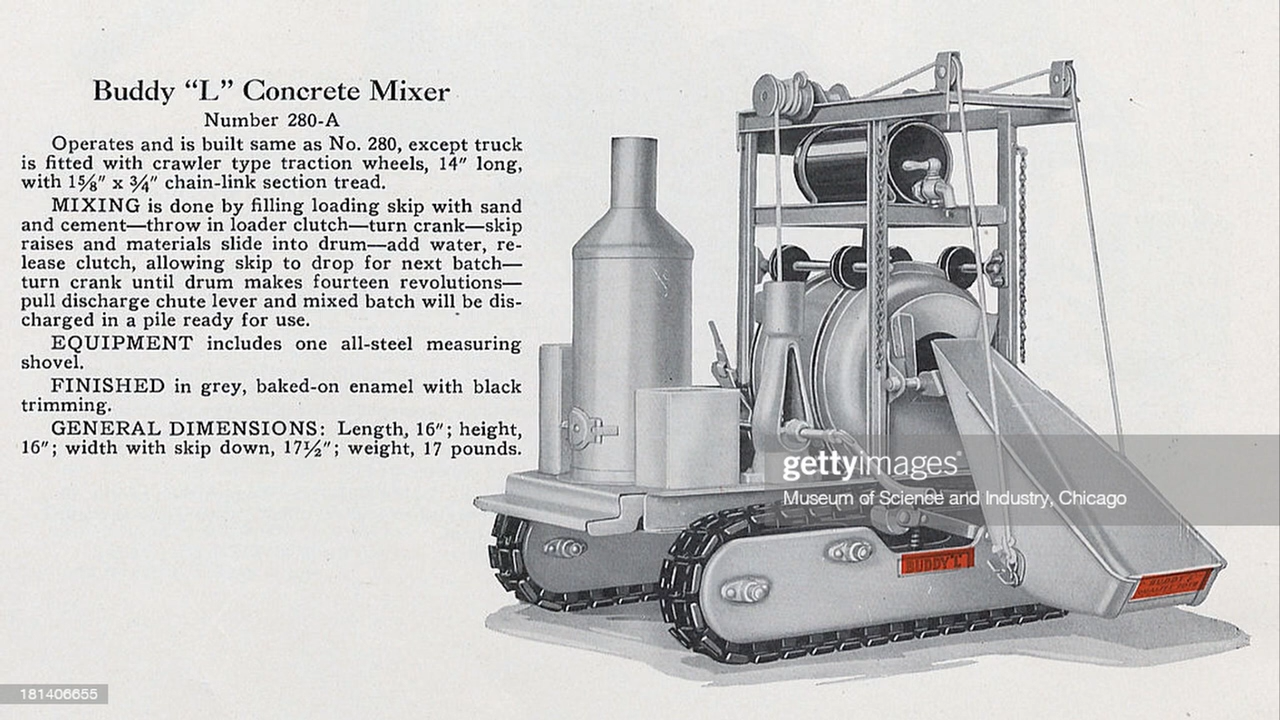 Buddy “L” Concrete Mixer
Number 280-A
Operates and is built same as No. 280, except truck
is fitted with crawler type traction wheels, 14″ long,
with 1⅝″ x ¾″ chain-link section tread.
MIXING is done by filling loading skip with sand
and cement—throw in loader clutch—turn crank—skip
raises and materials slide into drum—add water, re-
lease clutch, allowing skip to drop for next batch—
turn crank until drum makes fourteen revolutions—
pull discharge chute lever and mixed batch will be dis-
charged in a pile ready for use.
EQUIPMENT includes one all-steel measuring
shovel.
FINISHED in grey, baked-on enamel with black
trimming.
GENERAL DIMENSIONS: Length, 16″; height,
16″; width with skip down, 17½″; weight, 17 pounds.
gettyimages
Museum of Science and Industry, Chicago
BUDDY "L"
BUDDY L
181406655